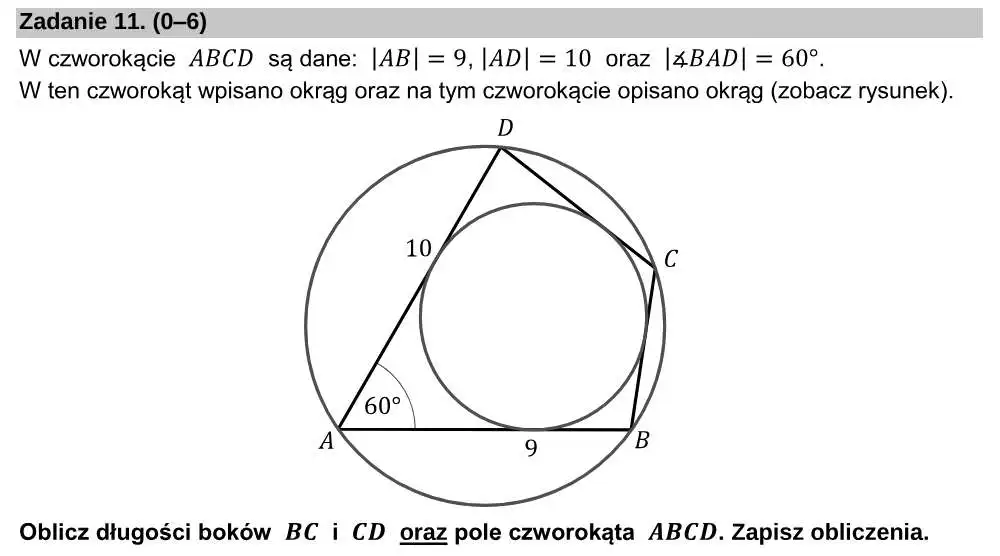 Zadanie 11. (0–6)
W czworokącie ABCD są dane: |AB| = 9, |AD| = 10 oraz |∡BAD| = 60°.
W ten czworokąt wpisano okrąg oraz na tym czworokącie opisano okrąg (zobacz rysunek).
D
10
C
60°
A
9
B
Oblicz długości boków BC i CD oraz pole czworokąta ABCD. Zapisz obliczenia.